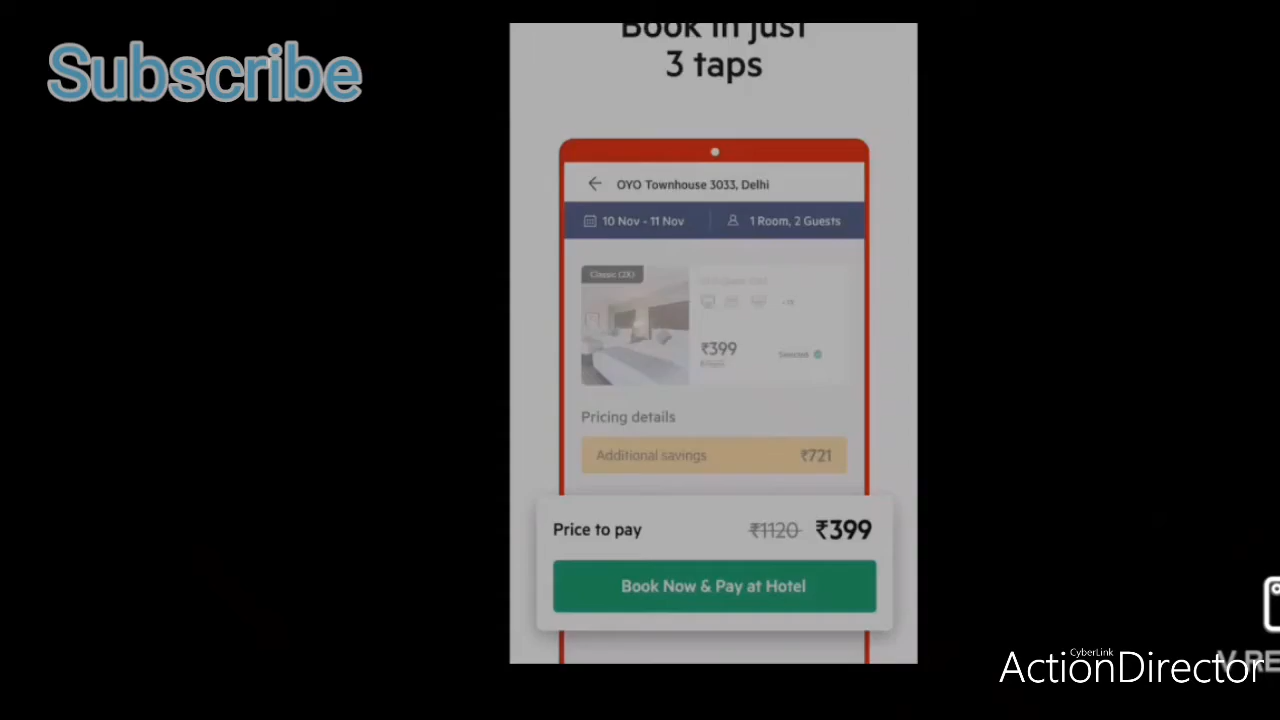 Subscribe
Book in just
3 taps
OYO Townhouse 3033, Delhi
10 Nov - 11 Nov
1 Room, 2 Guests
Classic (2X)
₹399
Selected
Pricing details
Additional savings
₹721
Price to pay
₹1120 ₹399
Book Now & Pay at Hotel
CyberLink
ActionDirector